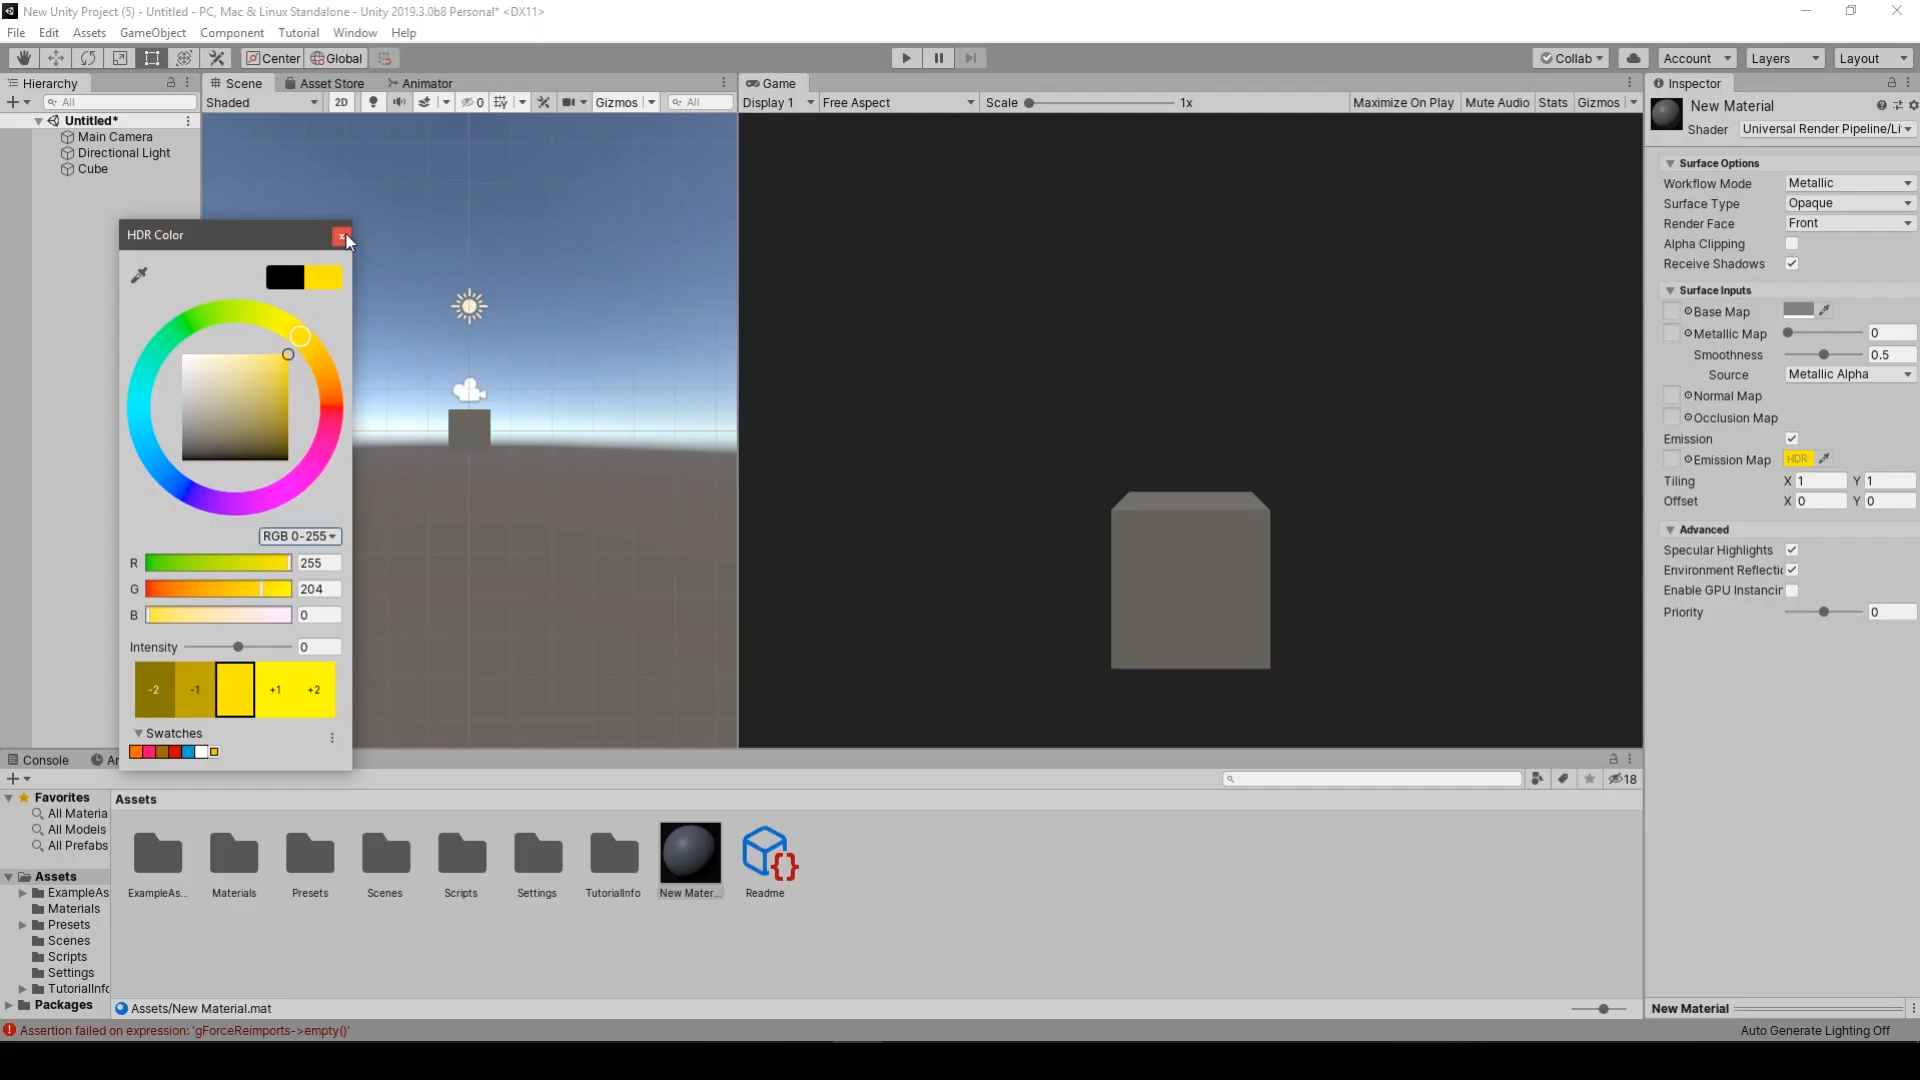 New Unity Project (5) - Untitled - PC, Mac & Linux Standalone - Unity 2019.3.0b8 Personal* <DX11>
File Edit Assets GameObject Component Tutorial Window Help
Center Global Collab Account Layers Layout
Hierarchy
All
Untitled*
Main Camera
Directional Light
Cube
Scene Asset Store Animator
Shaded 2D 0 Gizmos All
Game
Display 1 Free Aspect Scale 1x Maximize On Play Mute Audio Stats Gizmos
HDR Color
x
RGB 0-255
R 255
G 204
B 0
Intensity 0
-2 -1 +1 +2
Swatches
Inspector
New Material
Shader Universal Render Pipeline/Li
Surface Options
Workflow Mode Metallic
Surface Type Opaque
Render Face Front
Alpha Clipping
Receive Shadows
Surface Inputs
Base Map
Metallic Map 0
Smoothness 0.5
Source Metallic Alpha
Normal Map
Occlusion Map
Emission
Emission Map HDR
Tiling X 1 Y 1
Offset X 0 Y 0
Advanced
Specular Highlights
Environment Reflecti
Enable GPU Instancin
Priority 0
Console An
18
Favorites
All Materia
All Models
All Prefabs
Assets
ExampleAs
Materials
Presets
Scenes
Scripts
Settings
TutorialInfo
Packages
Assets
ExampleAs... Materials Presets Scenes Scripts Settings TutorialInfo New Mater... Readme
{}
Assets/New Material.mat
New Material
Assertion failed on expression: 'gForceReimports->empty()'
Auto Generate Lighting Off